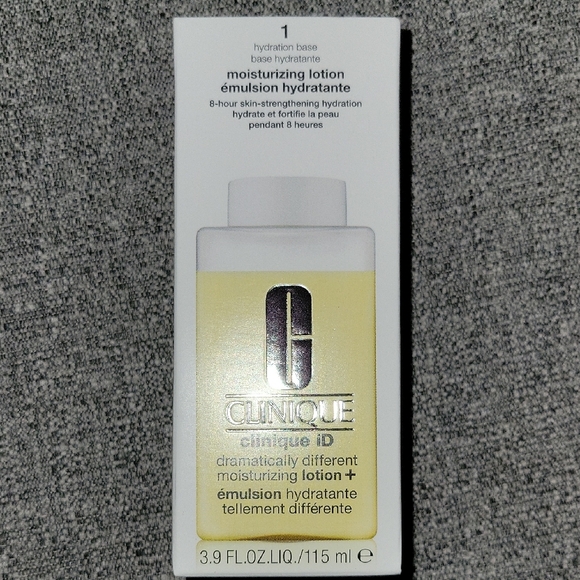 1
hydration base
base hydratante
moisturizing lotion
émulsion hydratante
8-hour skin-strengthening hydration
hydrate et fortifie la peau
pendant 8 heures
CLINIQUE
clinique iD
dramatically different
moisturizing lotion +
émulsion hydratante
tellement différente
3.9 FL.OZ.LIQ./115 ml ℮